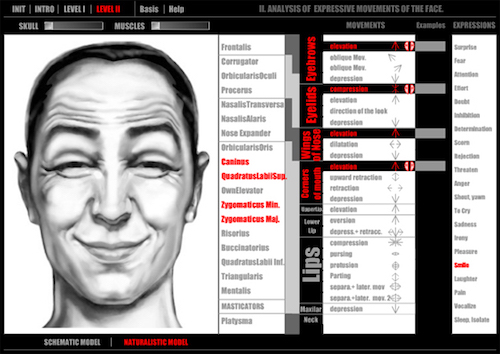 INIT | INTRO | LEVEL I | LEVEL II Basis | Help
II. ANALYSIS OF EXPRESSIVE MOVEMENTS OF THE FACE.
SKULL MUSCLES
MOVEMENTS Examples EXPRESSIONS
Frontalis
Corrugator
OrbicularisOculi
Procerus
NasalisTransversa
NasalisAlaris
Nose Expander
OrbicularisOris
Caninus
QuadratusLabiiSup.
OwnElevator
Zygomaticus Min.
Zygomaticus Maj.
Risorius
Buccinatorius
QuadratusLabii Inf.
Triangularis
Mentalis
MASTICATORS
Platysma
Eyebrows
elevation
oblique Mov.
oblique Mov.
depression
Eyelids
compression
elevation
direction of the look
depression
Wings of Nose
elevation
dilatation
depression
Corners of mouth
elevation
upward retraction
retraction
depression
UpperLip
elevation
Lower Lip
eversion
depress.+ retracc.
Lips
compression
pursing
protusion
Parting
separa.+ later. mov
separa.+ later. mov. 2
Maxilar
depression
Neck
Surprise
Fear
Attention
Effort
Doubt
Inhibition
Determination
Scorn
Rejection
Threaten
Anger
Shout, yawn
To Cry
Sadness
Irony
Pleasure
Smile
Laughter
Pain
Vocalize
Sleep. Isolate
SCHEMATIC MODEL | NATURALISTIC MODEL